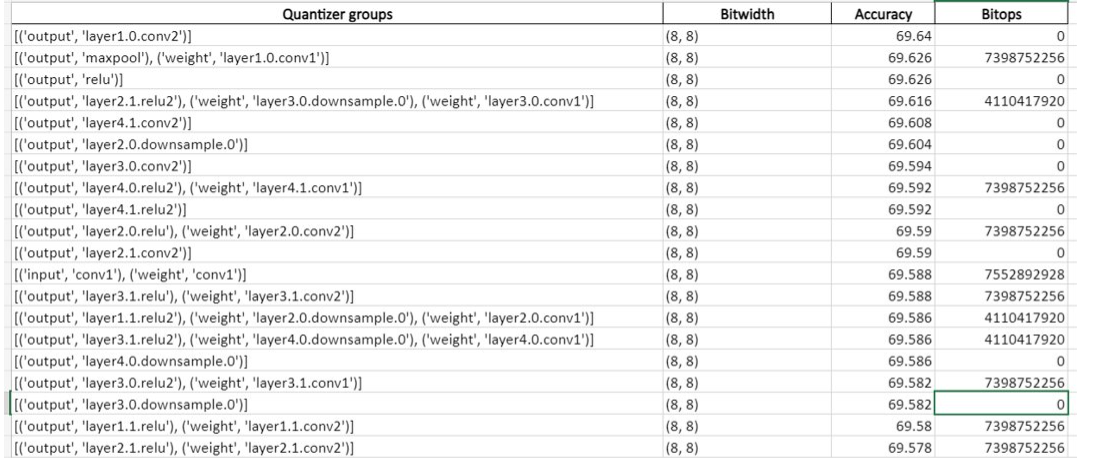 Quantizer groups Bitwidth Accuracy Bitops
[('output', 'layer1.0.conv2')] (8, 8) 69.64 0
[('output', 'maxpool'), ('weight', 'layer1.0.conv1')] (8, 8) 69.626 7398752256
[('output', 'relu')] (8, 8) 69.626 0
[('output', 'layer2.1.relu2'), ('weight', 'layer3.0.downsample.0'), ('weight', 'layer3.0.conv1')] (8, 8) 69.616 4110417920
[('output', 'layer4.1.conv2')] (8, 8) 69.608 0
[('output', 'layer2.0.downsample.0')] (8, 8) 69.604 0
[('output', 'layer3.0.conv2')] (8, 8) 69.594 0
[('output', 'layer4.0.relu2'), ('weight', 'layer4.1.conv1')] (8, 8) 69.592 7398752256
[('output', 'layer4.1.relu2')] (8, 8) 69.592 0
[('output', 'layer2.0.relu'), ('weight', 'layer2.0.conv2')] (8, 8) 69.59 7398752256
[('output', 'layer2.1.conv2')] (8, 8) 69.59 0
[('input', 'conv1'), ('weight', 'conv1')] (8, 8) 69.588 7552892928
[('output', 'layer3.1.relu'), ('weight', 'layer3.1.conv2')] (8, 8) 69.588 7398752256
[('output', 'layer1.1.relu2'), ('weight', 'layer2.0.downsample.0'), ('weight', 'layer2.0.conv1')] (8, 8) 69.586 4110417920
[('output', 'layer3.1.relu2'), ('weight', 'layer4.0.downsample.0'), ('weight', 'layer4.0.conv1')] (8, 8) 69.586 4110417920
[('output', 'layer4.0.downsample.0')] (8, 8) 69.586 0
[('output', 'layer3.0.relu2'), ('weight', 'layer3.1.conv1')] (8, 8) 69.582 7398752256
[('output', 'layer3.0.downsample.0')] (8, 8) 69.582 0
[('output', 'layer1.1.relu'), ('weight', 'layer1.1.conv2')] (8, 8) 69.58 7398752256
[('output', 'layer2.1.relu'), ('weight', 'layer2.1.conv2')] (8, 8) 69.578 7398752256